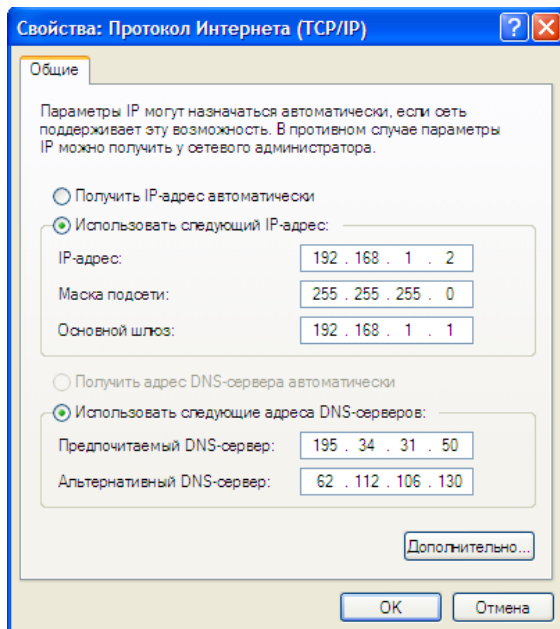 Свойства: Протокол Интернета (TCP/IP)
Общие
Параметры IP могут назначаться автоматически, если сеть
поддерживает эту возможность. В противном случае параметры
IP можно получить у сетевого администратора.
Получить IP-адрес автоматически
Использовать следующий IP-адрес:
IP-адрес: 192 . 168 . 1 . 2
Маска подсети: 255 . 255 . 255 . 0
Основной шлюз: 192 . 168 . 1 . 1
Получить адрес DNS-сервера автоматически
Использовать следующие адреса DNS-серверов:
Предпочитаемый DNS-сервер: 195 . 34 . 31 . 50
Альтернативный DNS-сервер: 62 . 112 . 106 . 130
Дополнительно...
OK Отмена